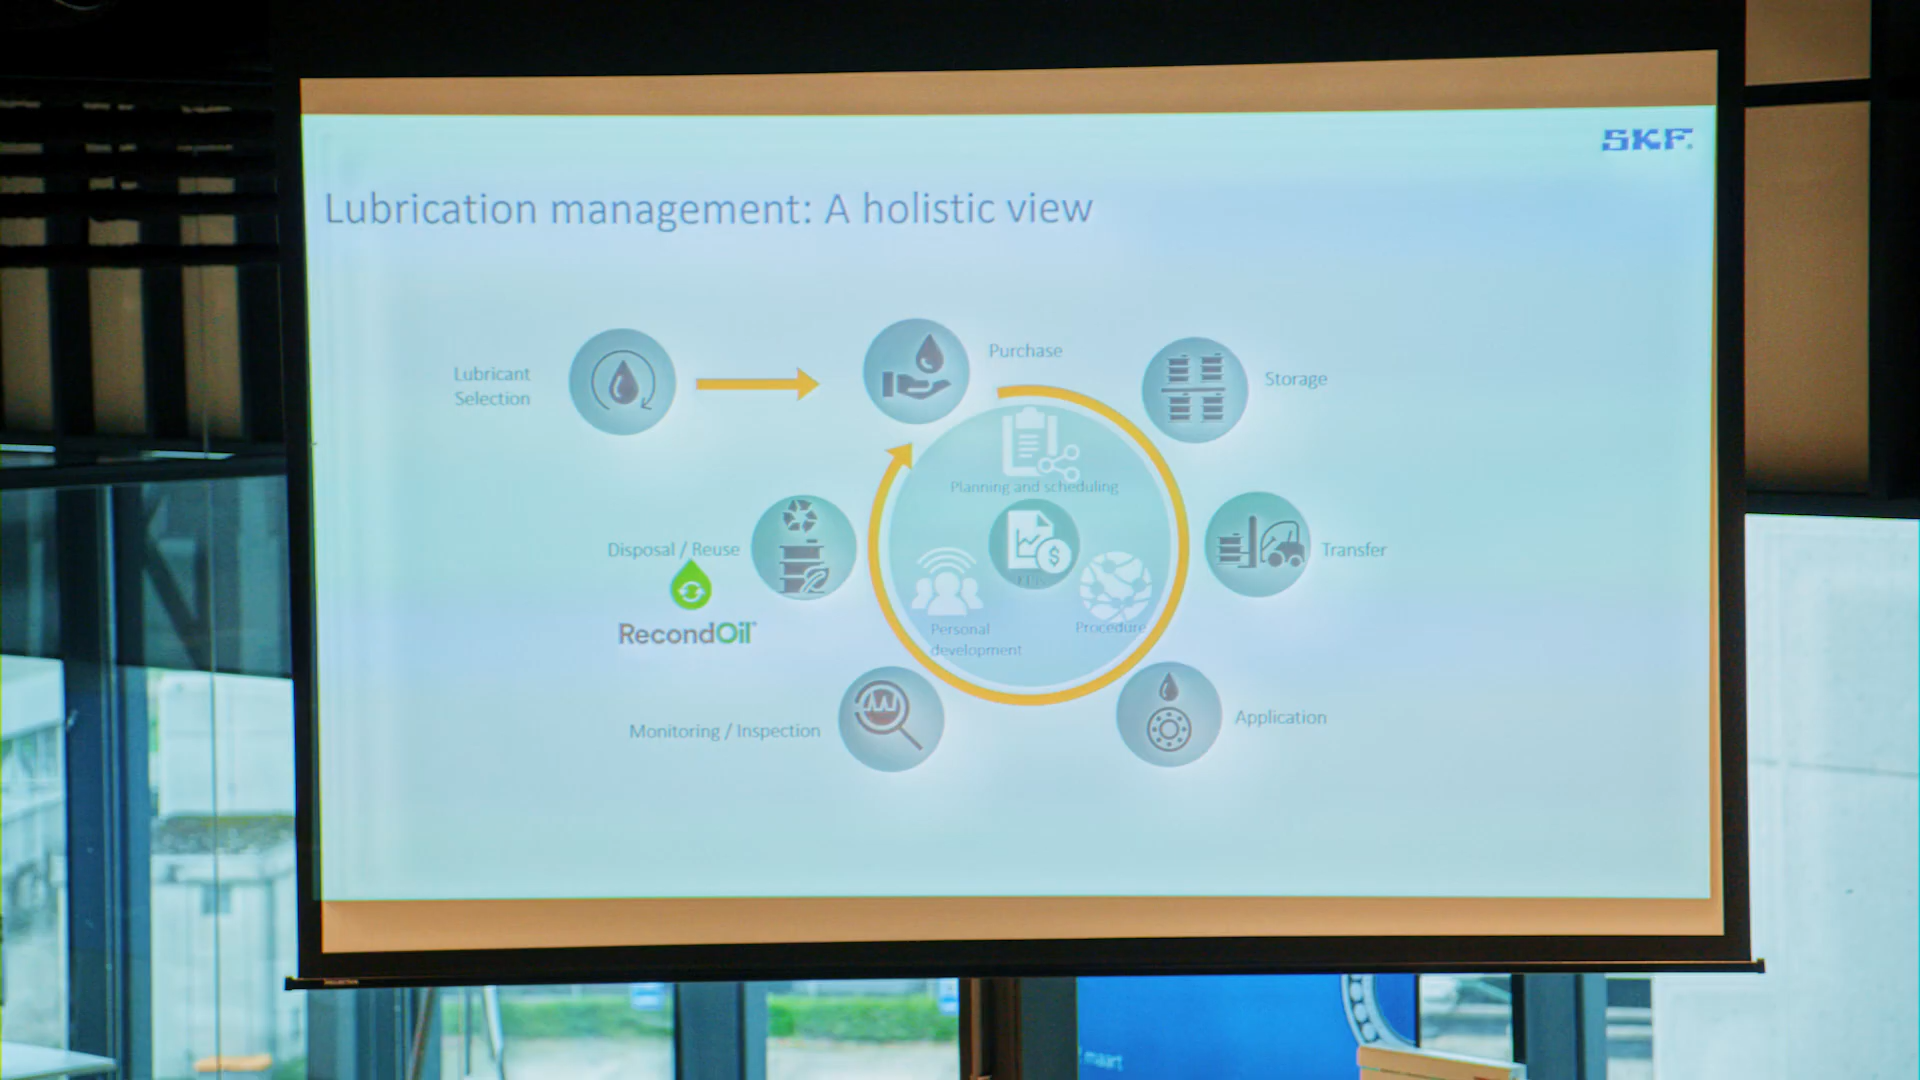 SKF
Lubrication management: A holistic view
Lubricant
Selection
Purchase
Storage
Planning and scheduling
Disposal / Reuse
Transfer
RecondOil
Personal
development
Procedure
Monitoring / Inspection
Application
maart